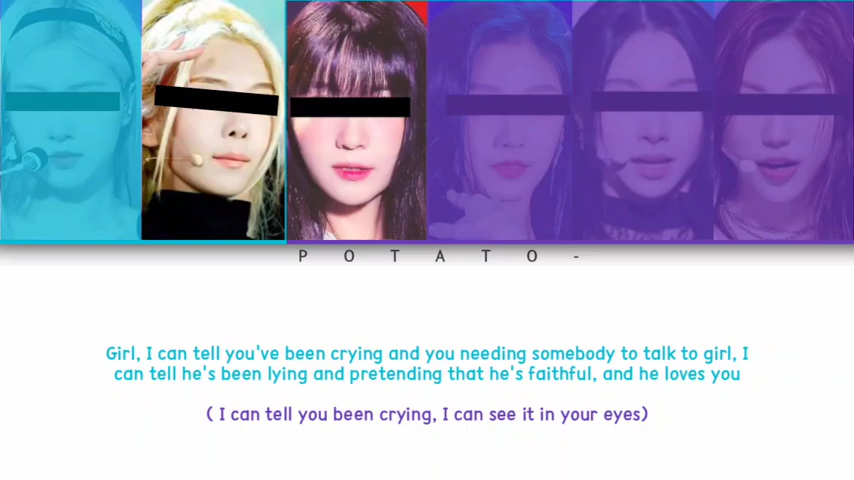 P O T A T O -
Girl, I can tell you've been crying and you needing somebody to talk to girl, I
can tell he's been lying and pretending that he's faithful, and he loves you
( I can tell you been crying, I can see it in your eyes)